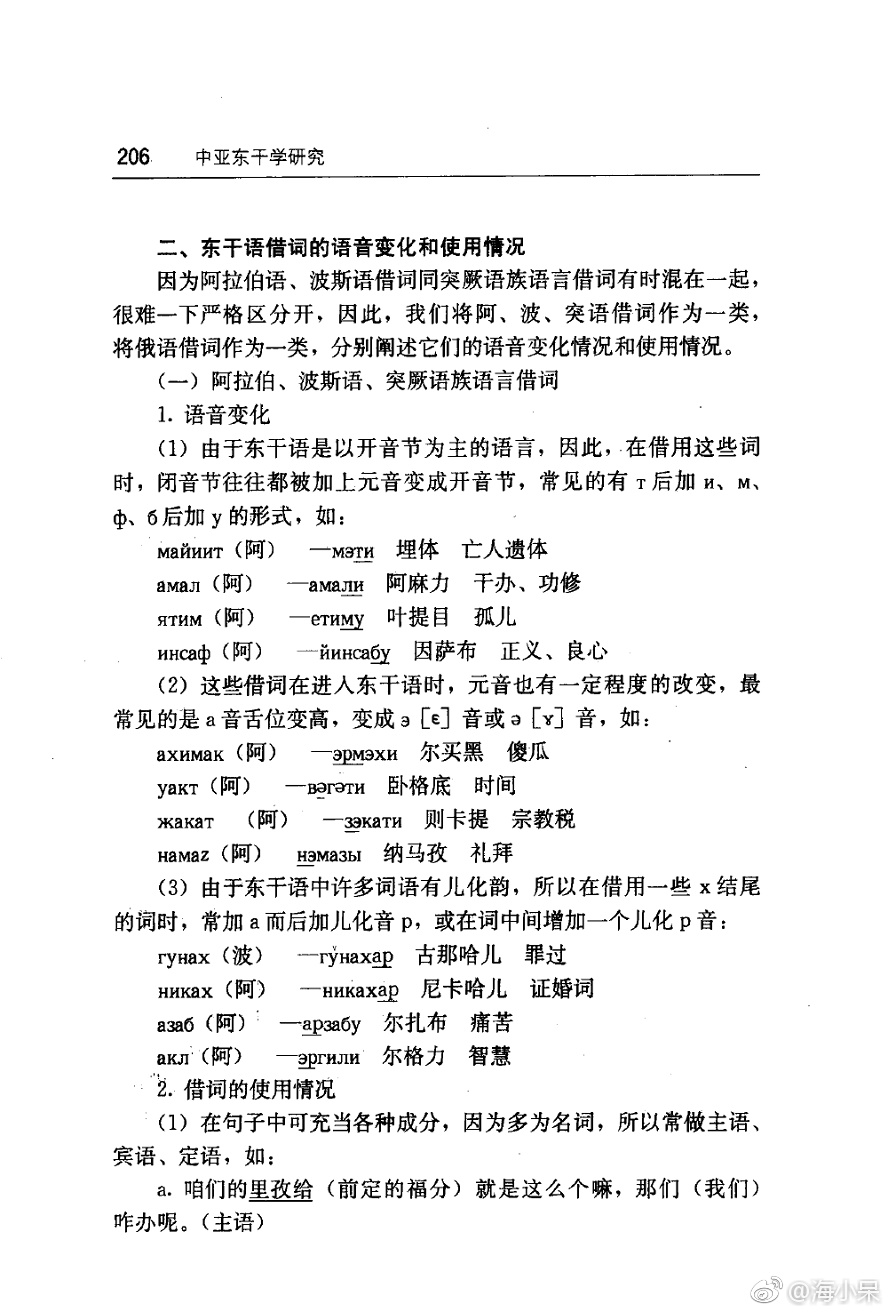 206 中亚东干学研究
二、东干语借词的语音变化和使用情况
因为阿拉伯语、波斯语借词同突厥语族语言借词有时混在一起，
很难一下严格区分开，因此，我们将阿、波、突语借词作为一类，
将俄语借词作为一类，分别阐述它们的语音变化情况和使用情况。
（一）阿拉伯、波斯语、突厥语族语言借词
1. 语音变化
（1）由于东干语是以开音节为主的语言，因此，在借用这些词
时，闭音节往往都被加上元音变成开音节，常见的有 т 后加 и、м、
ф、б 后加 у 的形式，如：
майиит（阿） —мэти 埋体 亡人遗体
амал（阿） —амали 阿麻力 干办、功修
ятим（阿） —етиму 叶提目 孤儿
инсаф（阿） —йинсабу 因萨布 正义、良心
（2）这些借词在进入东干语时，元音也有一定程度的改变，最
常见的是 а 音舌位变高，变成 э［ɛ］音或 ə［ɤ］音，如：
ахимак（阿） —эрмэхи 尔买黑 傻瓜
уакт（阿） —вəгəти 卧格底 时间
жакат （阿） —зэкати 则卡提 宗教税
намаz（阿） нэмазы 纳马孜 礼拜
（3）由于东干语中许多词语有儿化韵，所以在借用一些 х 结尾
的词时，常加 а 而后加儿化音 р，或在词中间增加一个儿化 р 音：
гунах（波） —гўнахар 古那哈儿 罪过
никах（阿） —никахар 尼卡哈儿 证婚词
азаб（阿） —арзабу 尔扎布 痛苦
акл（阿） —эргили 尔格力 智慧
2. 借词的使用情况
（1）在句子中可充当各种成分，因为多为名词，所以常做主语、
宾语、定语，如：
a. 咱们的里孜给（前定的福分）就是这么个嘛，那们（我们）
咋办呢。（主语）
@海小呆